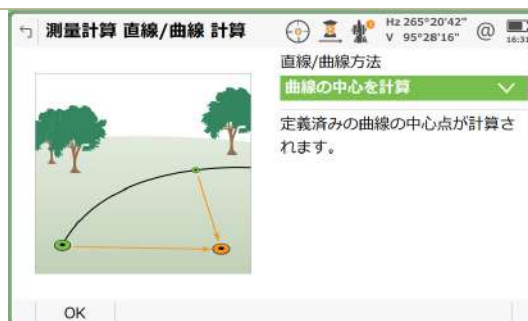 測量計算 直線/曲線 計算
Hz 265°20'42"
V 95°28'16"
@
16:31
直線/曲線方法
曲線の中心を計算
定義済みの曲線の中心点が計算さ
れます。
OK